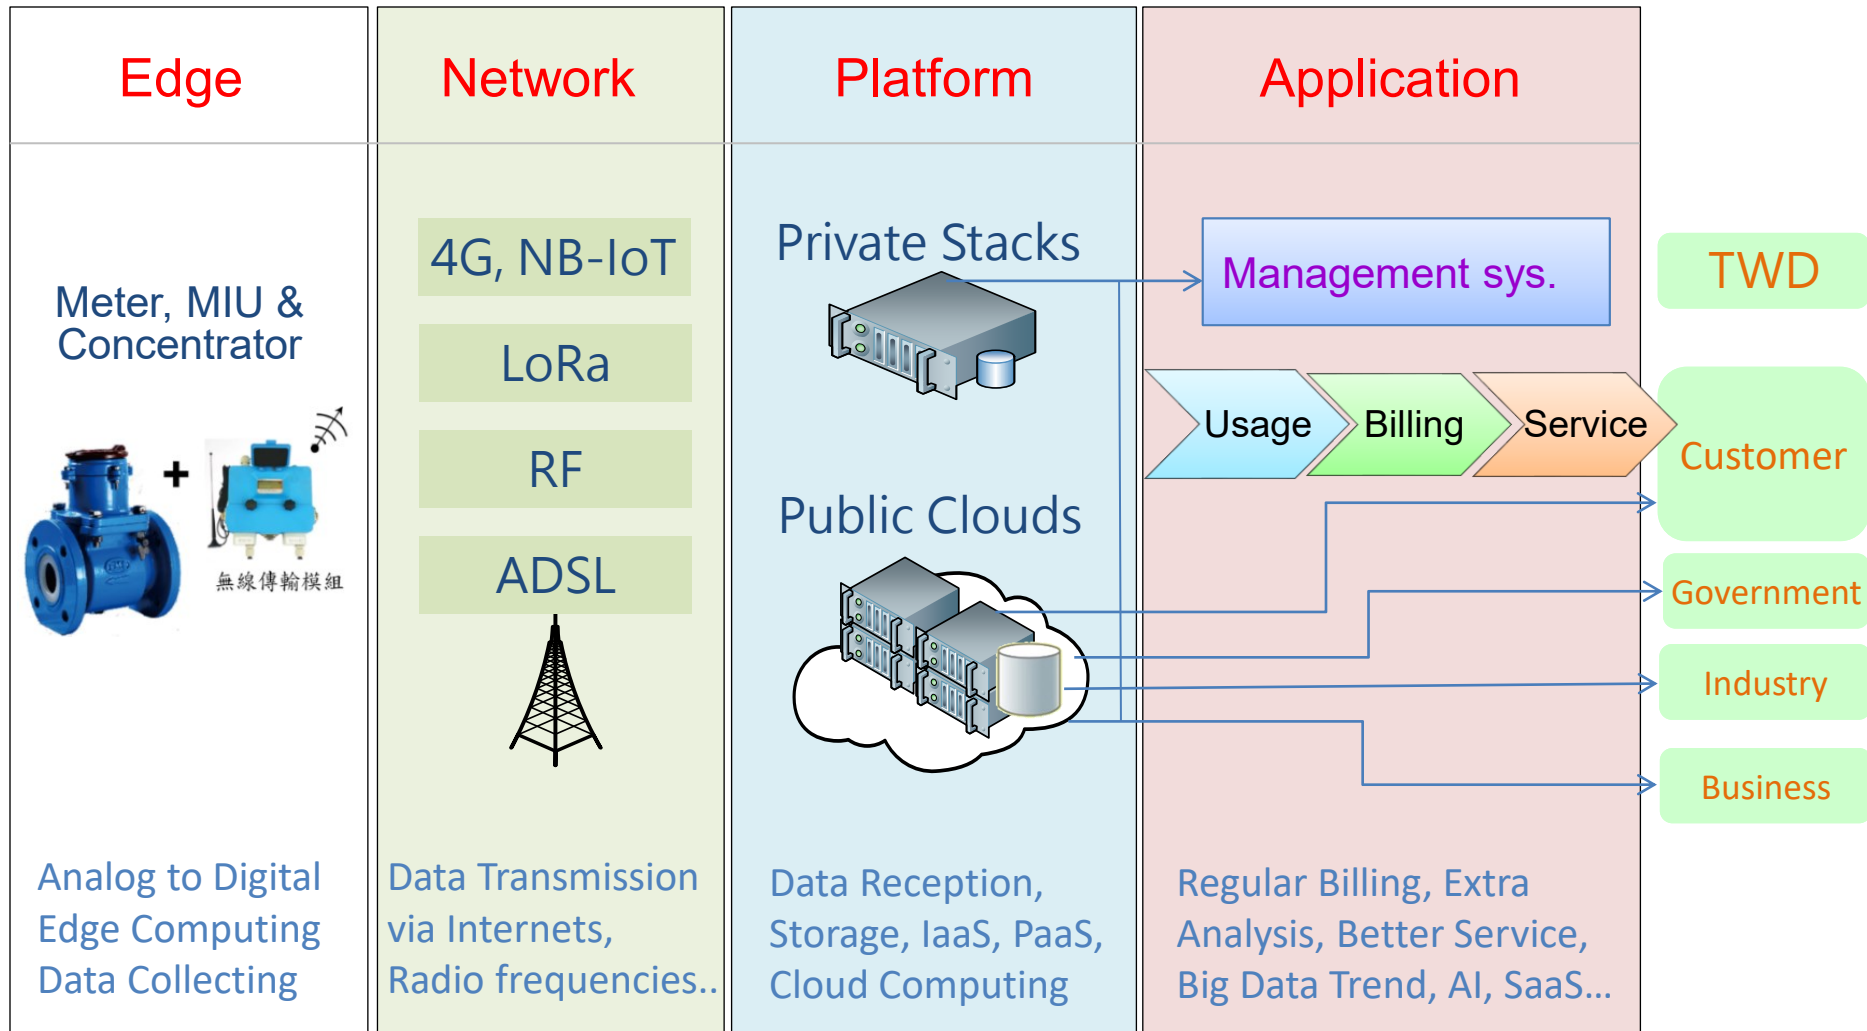 Edge
Network
Platform
Application
Meter, MIU &
Concentrator
無線傳輸模組
Analog to Digital
Edge Computing
Data Collecting
4G, NB-IoT
LoRa
RF
ADSL
Data Transmission
via Internets,
Radio frequencies..
Private Stacks
Public Clouds
Data Reception,
Storage, IaaS, PaaS,
Cloud Computing
Management sys.
Usage
Billing
Service
Regular Billing, Extra
Analysis, Better Service,
Big Data Trend, AI, SaaS…
TWD
Customer
Government
Industry
Business